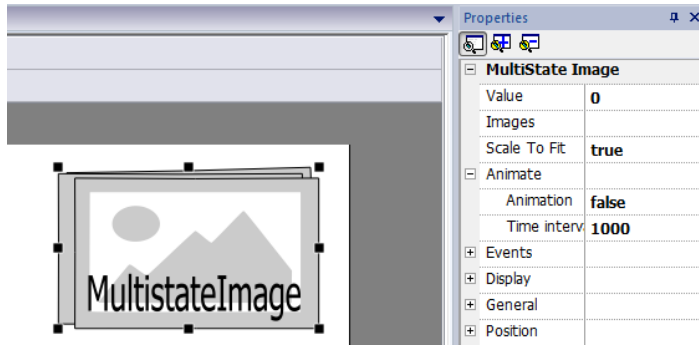 Properties
MultiState Image
Value 0
Images
Scale To Fit true
Animate
Animation false
Time interv 1000
Events
Display
General
Position
MultistateImage